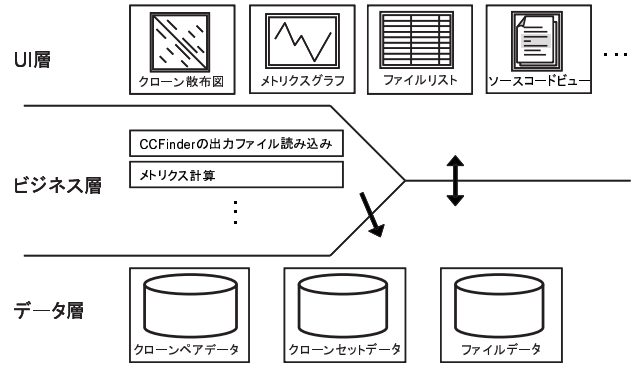 UI層
クローン散布図
メトリクスグラフ
ファイルリスト
ソースコードビュー
...
ビジネス層
CCFinderの出力ファイル読み込み
メトリクス計算
データ層
クローンペアデータ
クローンセットデータ
ファイルデータ